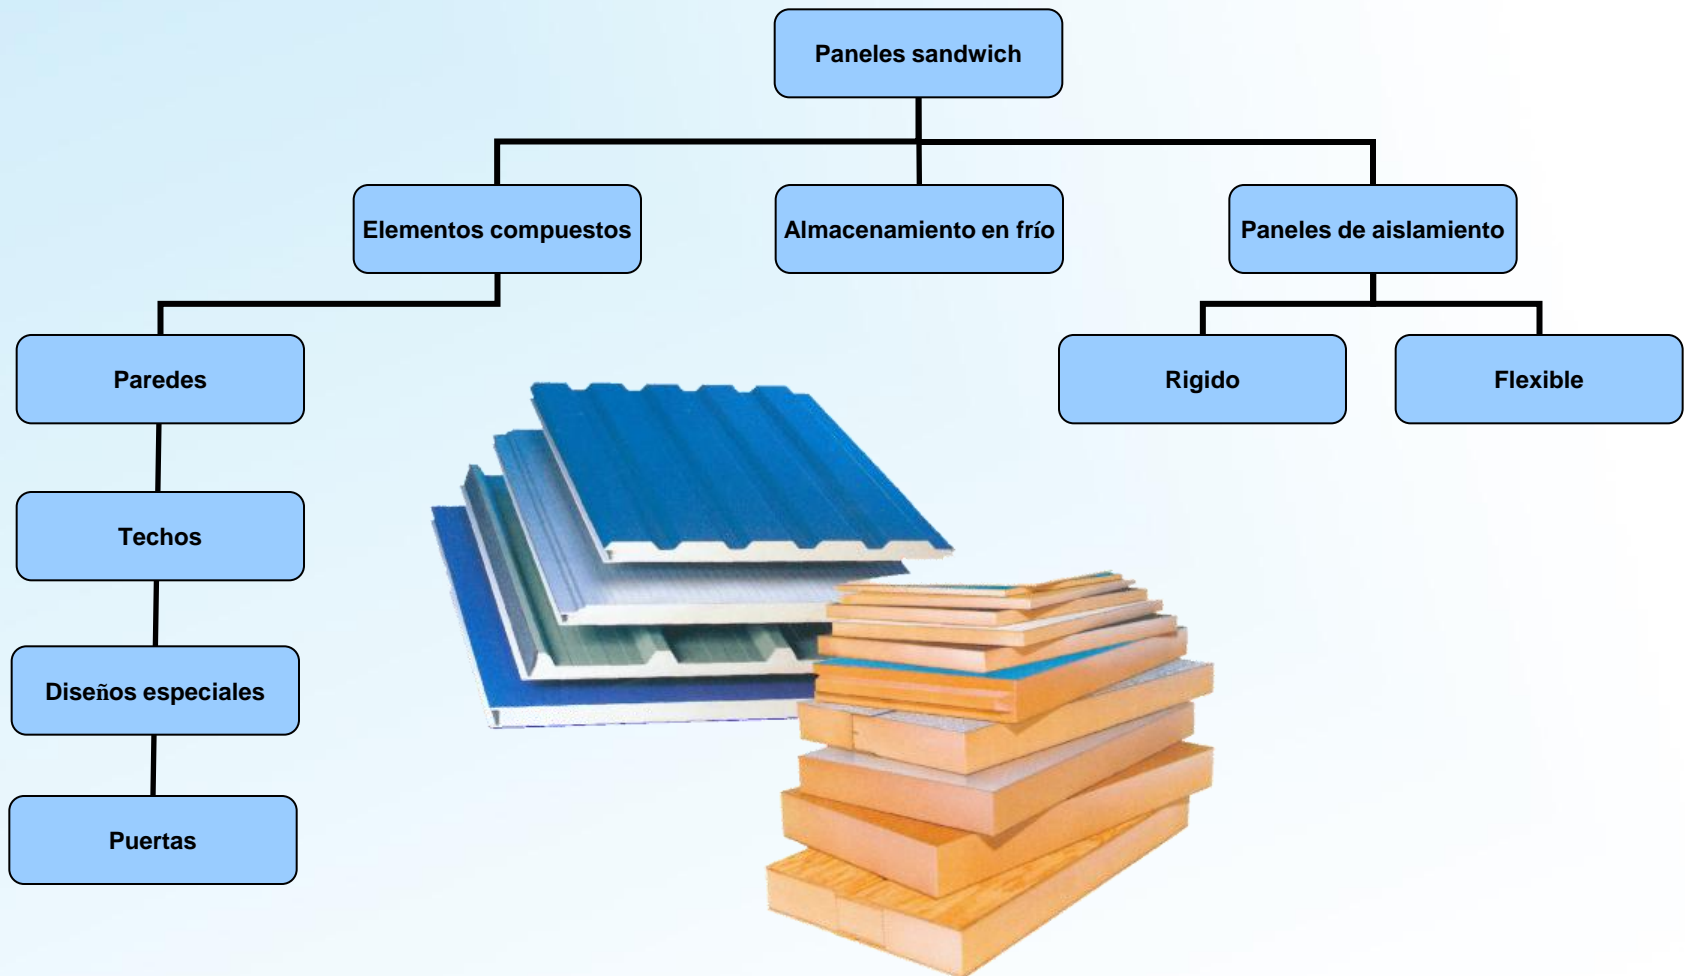 Paneles sandwich
Elementos compuestos
Almacenamiento en frío
Paneles de aislamiento
Paredes
Rigido
Flexible
Techos
Diseños especiales
Puertas